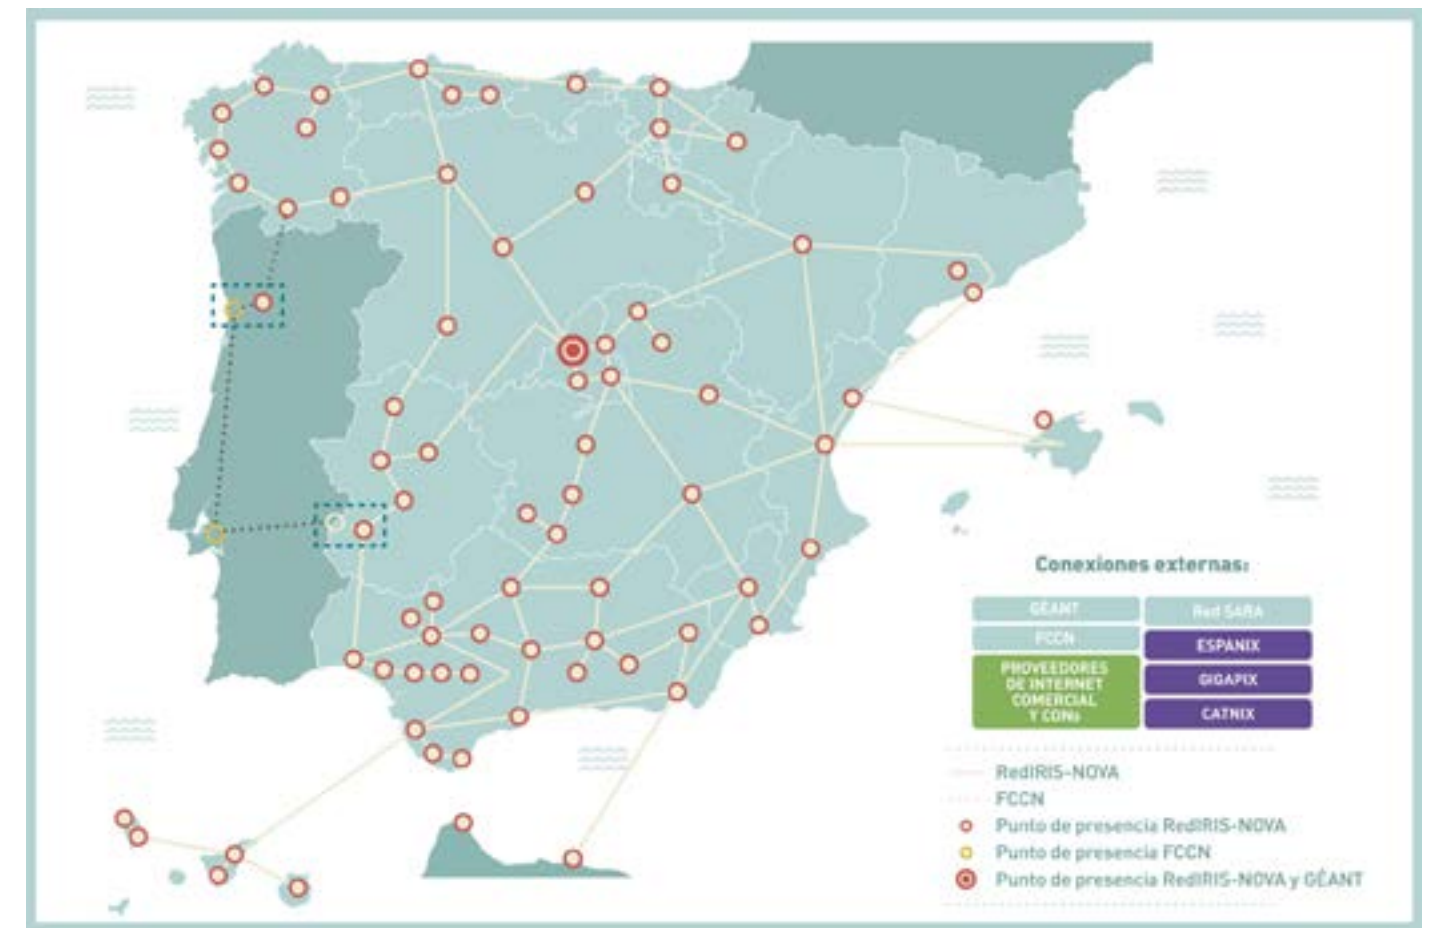 Conexiones externas:
GÉANT
FCCN
PROVEEDORES
DE INTERNET
COMERCIAL
Y CDNs
Red SARA
ESPANIX
GIGAPIX
CATNIX
RedIRIS-NOVA
FCCN
Punto de presencia RedIRIS-NOVA
Punto de presencia FCCN
Punto de presencia RedIRIS-NOVA y GÉANT